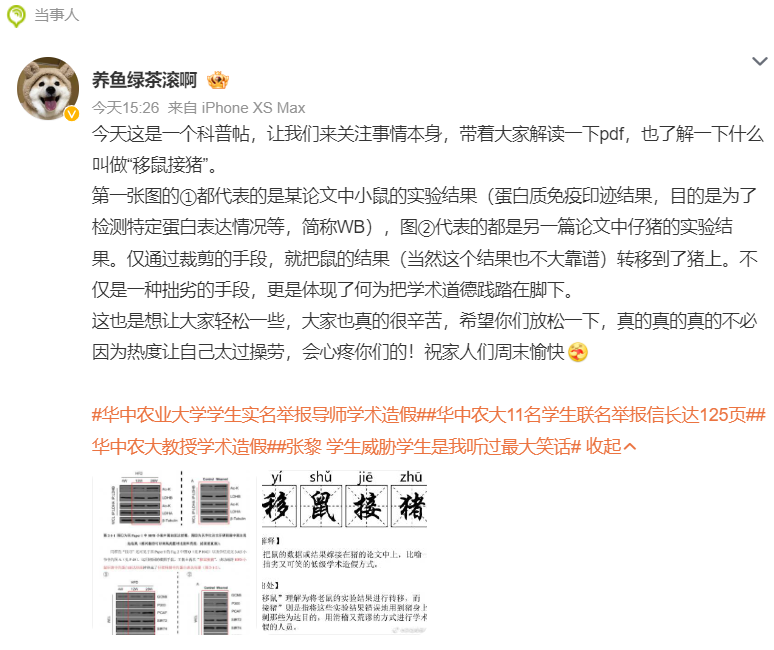 当事人
养鱼绿茶滚啊
今天15:26 来自 iPhone XS Max
今天这是一个科普帖，让我们来关注事情本身，带着大家解读一下pdf，也了解一下什么
叫做“移鼠接猪”。
第一张图的①都代表的是某论文中小鼠的实验结果（蛋白质免疫印迹结果，目的是为了
检测特定蛋白表达情况等，简称WB），图②代表的都是另一篇论文中仔猪的实验结
果。仅通过裁剪的手段，就把鼠的结果（当然这个结果也不大靠谱）转移到了猪上。不
仅是一种拙劣的手段，更是体现了何为把学术道德践踏在脚下。
这也是想让大家轻松一些，大家也真的很辛苦，希望你们放松一下，真的真的真的不必
因为热度让自己太过操劳，会心疼你们的！祝家人们周末愉快
#华中农业大学学生实名举报导师学术造假##华中农大11名学生联名举报信长达125页##
华中农大教授学术造假##张黎 学生威胁学生是我听过最大笑话# 收起
yí shǔ jiē zhū
移鼠接猪
释】
把鼠的数据或结果嫁接在猪的论文中上，比喻一
拙劣又可笑的低级学术造假方式。
处】
移鼠”理解为将老鼠的实验结果进行转移，而
接猪”则是指将这些实验结果错误地用到猪身上
阐那些为达目的，用滑稽又荒谬的方式进行学术
假的人员。